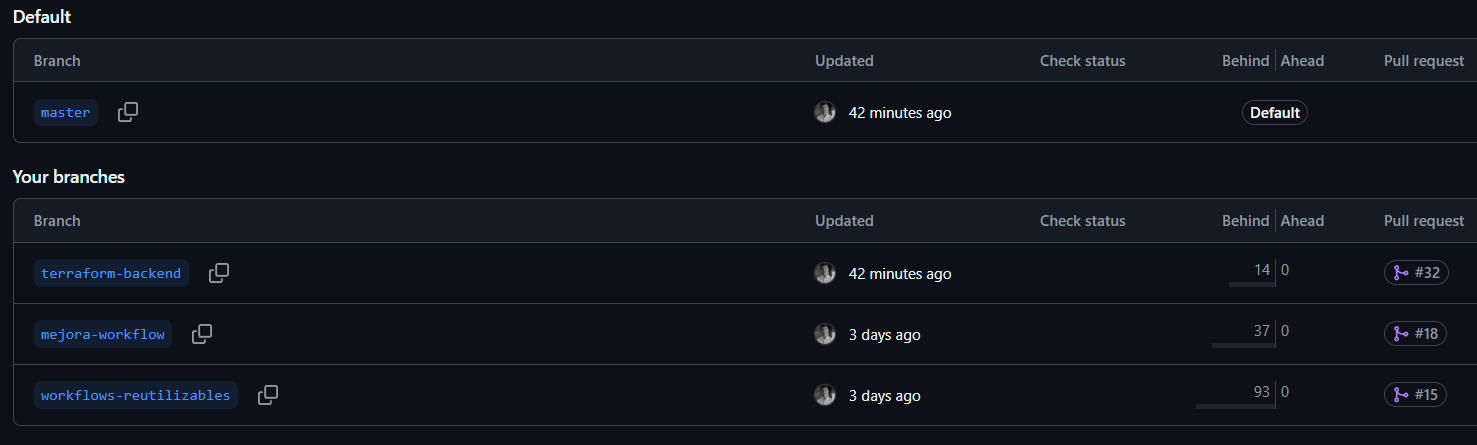 Default
Branch Updated Check status Behind Ahead Pull request
master 42 minutes ago Default
Your branches
Branch Updated Check status Behind Ahead Pull request
terraform-backend 42 minutes ago 14 0 #32
mejora-workflow 3 days ago 37 0 #18
workflows-reutilizables 3 days ago 93 0 #15